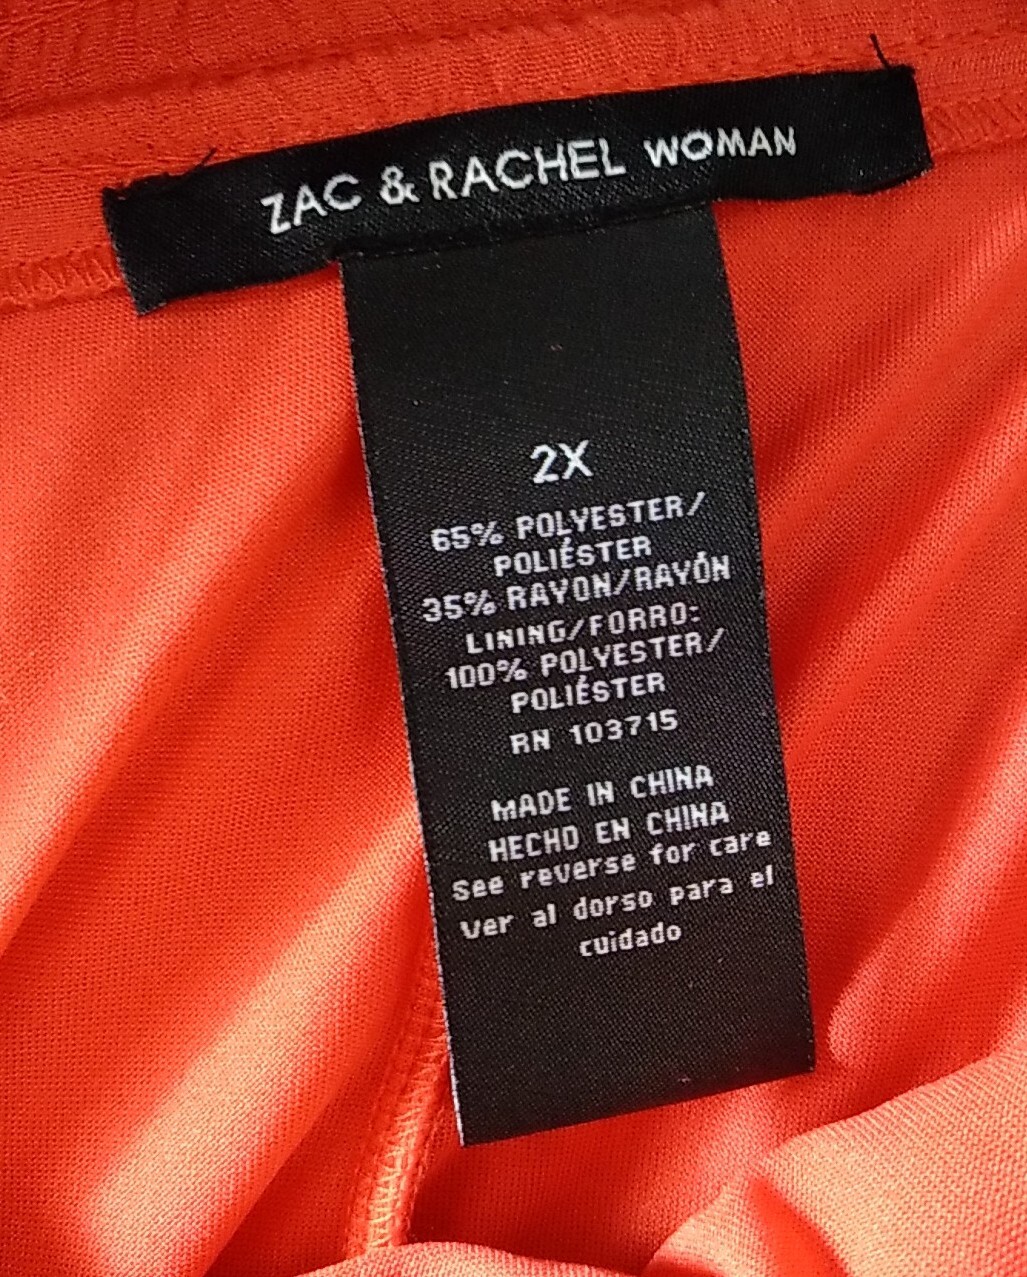 ZAC & RACHEL WOMAN
2X
65% POLYESTER/
POLIÉSTER
35% RAYON/RAYÓN
LINING/FORRO:
100% POLYESTER/
POLIÉSTER
RN 103715
MADE IN CHINA
HECHO EN CHINA
See reverse for care
Ver al dorso para el
cuidado